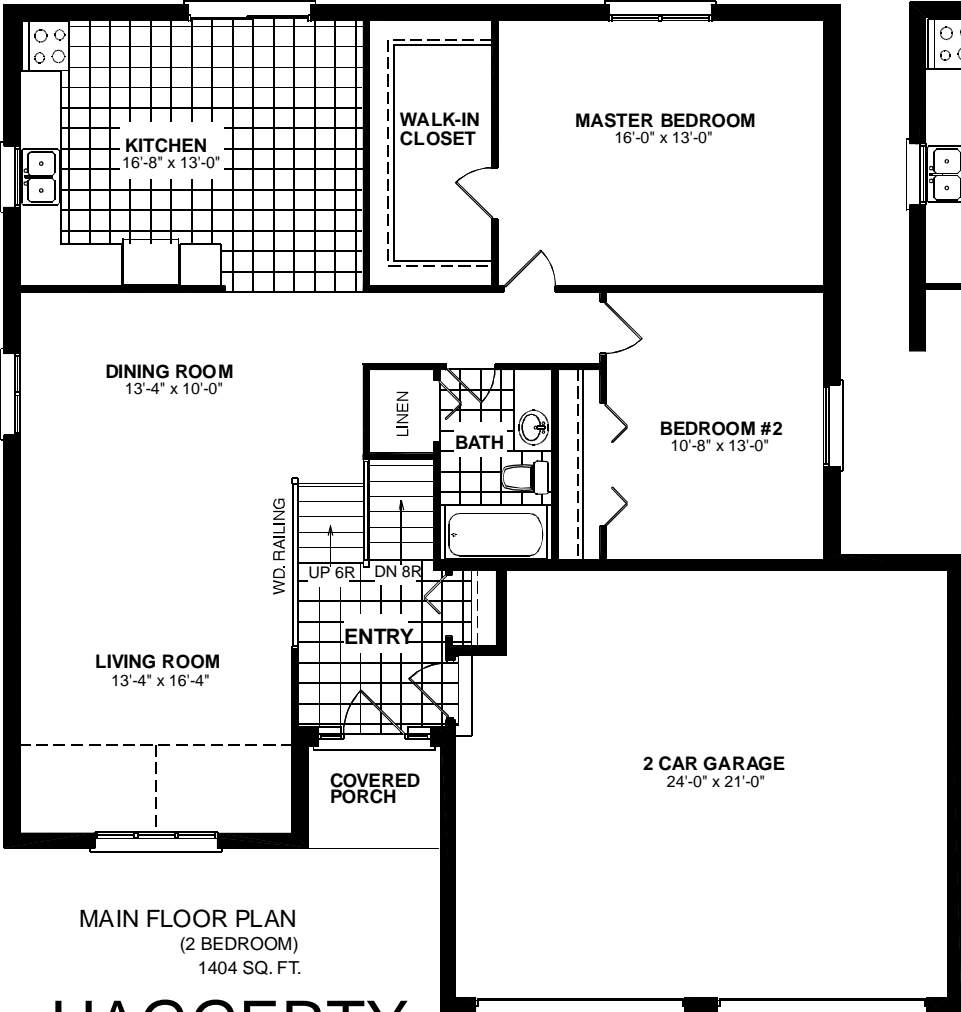 KITCHEN
16'-8" x 13'-0"
WALK-IN
CLOSET
MASTER BEDROOM
16'-0" x 13'-0"
DINING ROOM
13'-4" x 10'-0"
LINEN
BATH
BEDROOM #2
10'-8" x 13'-0"
WD. RAILING
UP 6R
DN 8R
ENTRY
LIVING ROOM
13'-4" x 16'-4"
COVERED
PORCH
2 CAR GARAGE
24'-0" x 21'-0"
MAIN FLOOR PLAN
(2 BEDROOM)
1404 SQ. FT.
HAGGERTY